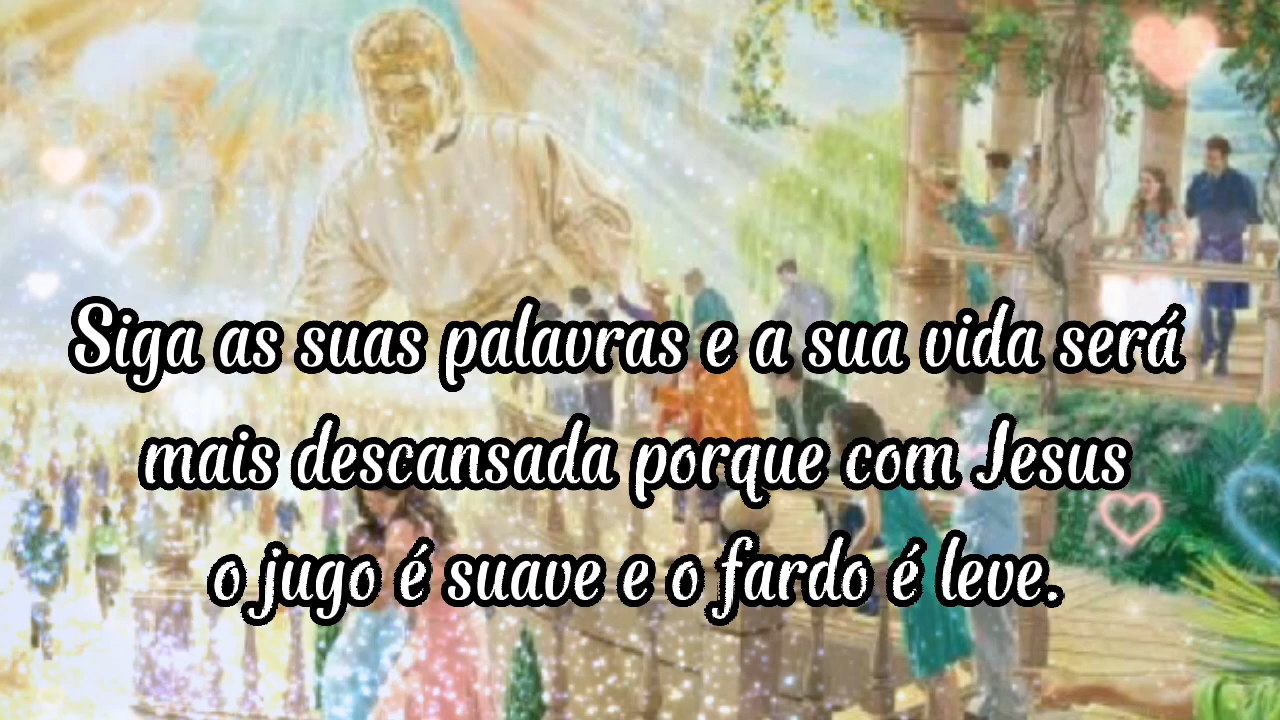 Siga as suas palavras e a sua vida será
mais descansada porque com Jesus
o jugo é suave e o fardo é leve.